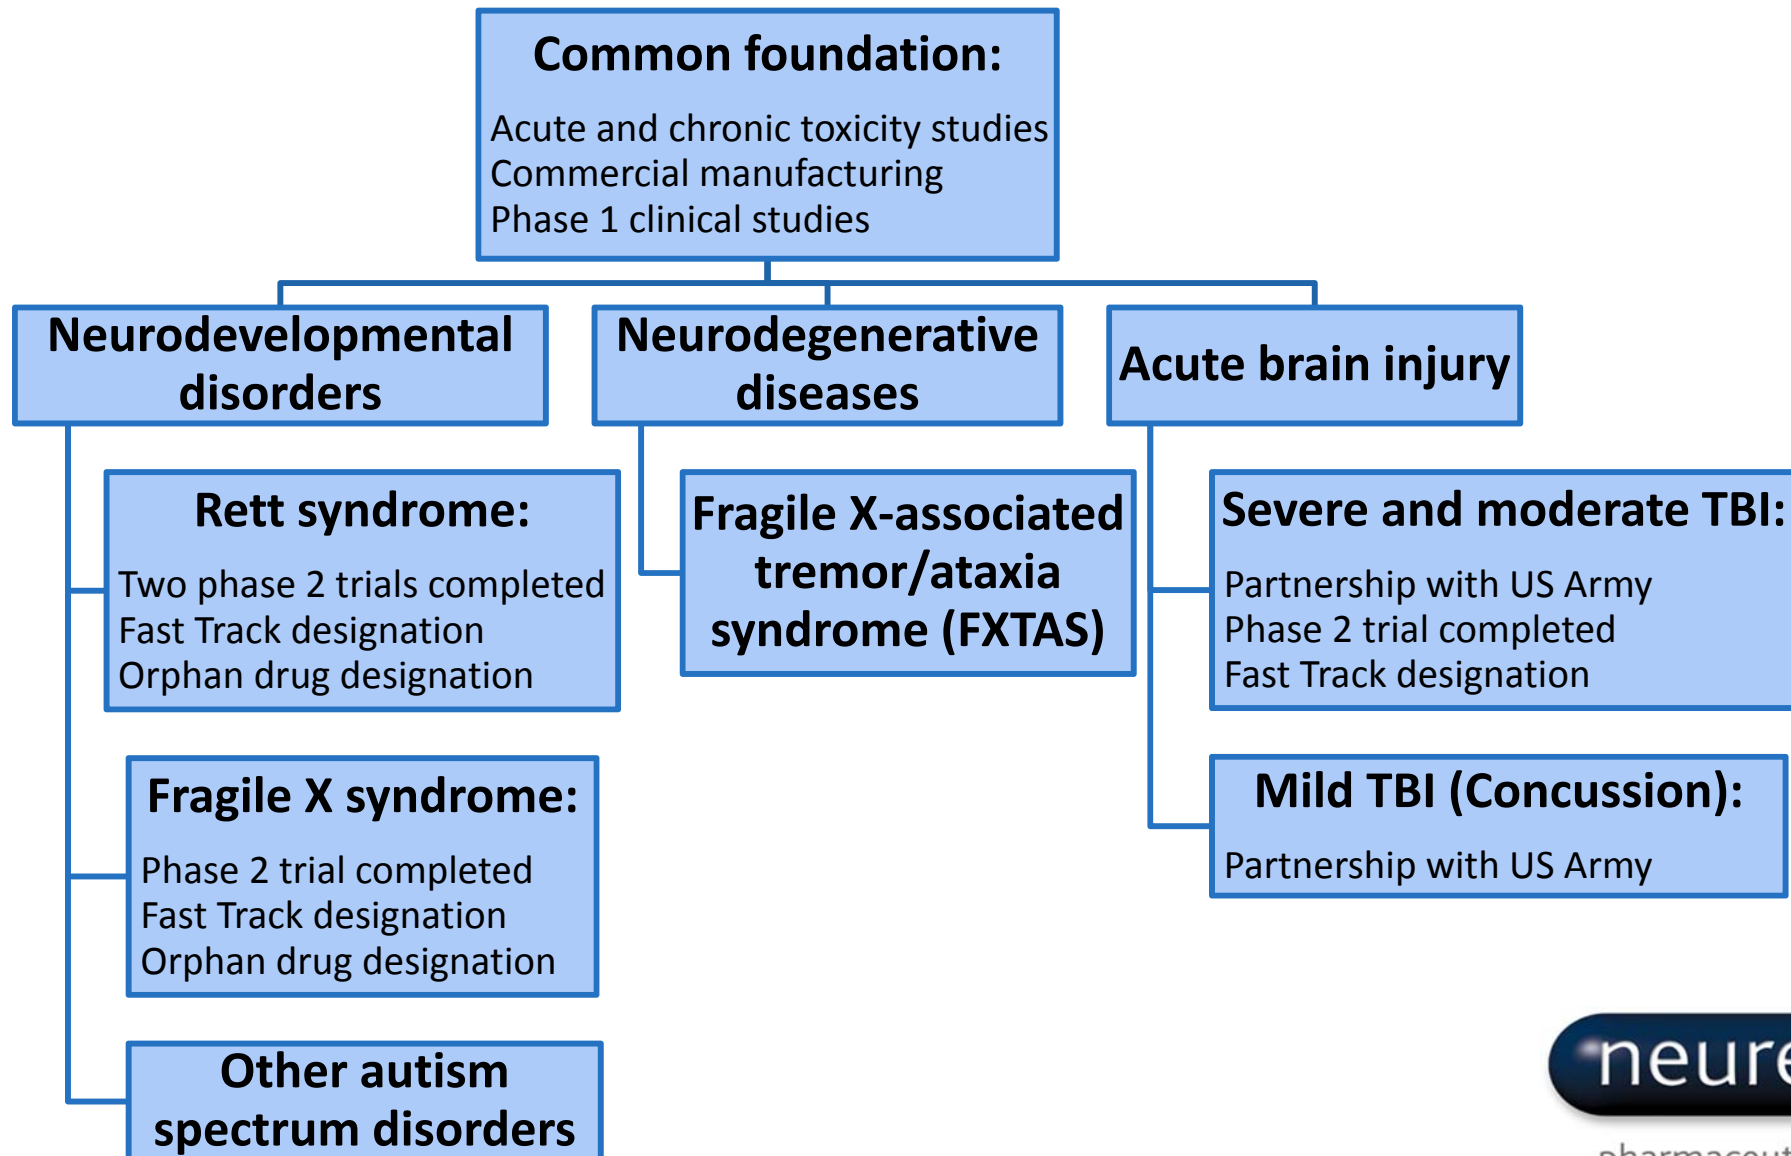 Common foundation:
Acute and chronic toxicity studies
Commercial manufacturing
Phase 1 clinical studies
Neurodevelopmental
disorders
Neurodegenerative
diseases
Acute brain injury
Rett syndrome:
Two phase 2 trials completed
Fast Track designation
Orphan drug designation
Fragile X syndrome:
Phase 2 trial completed
Fast Track designation
Orphan drug designation
Other autism
spectrum disorders
Fragile X-associated
tremor/ataxia
syndrome (FXTAS)
Severe and moderate TBI:
Partnership with US Army
Phase 2 trial completed
Fast Track designation
Mild TBI (Concussion):
Partnership with US Army